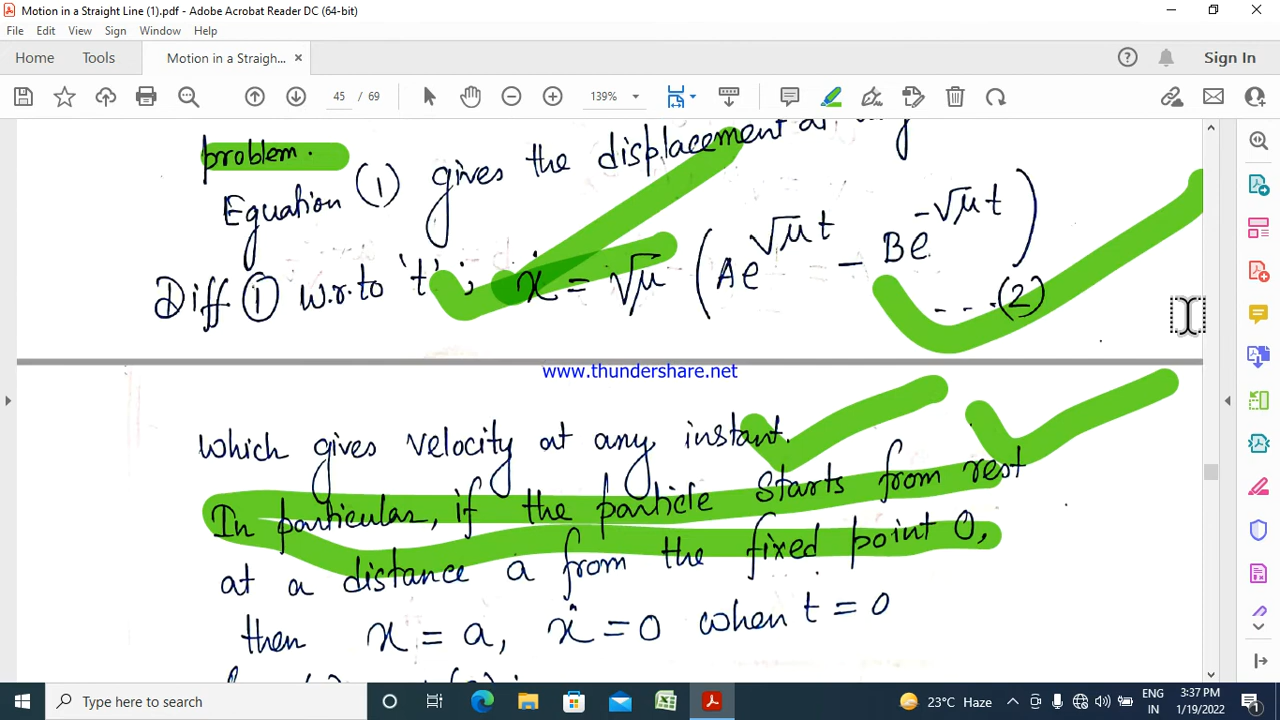 Motion in a Straight Line (1).pdf - Adobe Acrobat Reader DC (64-bit)
File Edit View Sign Window Help
Home Tools Motion in a Straigh... × Sign In
45 / 69 139%
problem.
Equation (1) gives the displacement at any
Diff ① w.r.to 't'; ẋ = √μ (Ae^{√μ t} - Be^{-√μ t})
- - -(2)
www.thundershare.net
which gives velocity at any instant.
In particular, if the particle starts from rest
at a distance a from the fixed point O,
then x = a, ẋ = 0 when t = 0
Type here to search
23°C Haze
ENG
IN
3:37 PM
1/19/2022